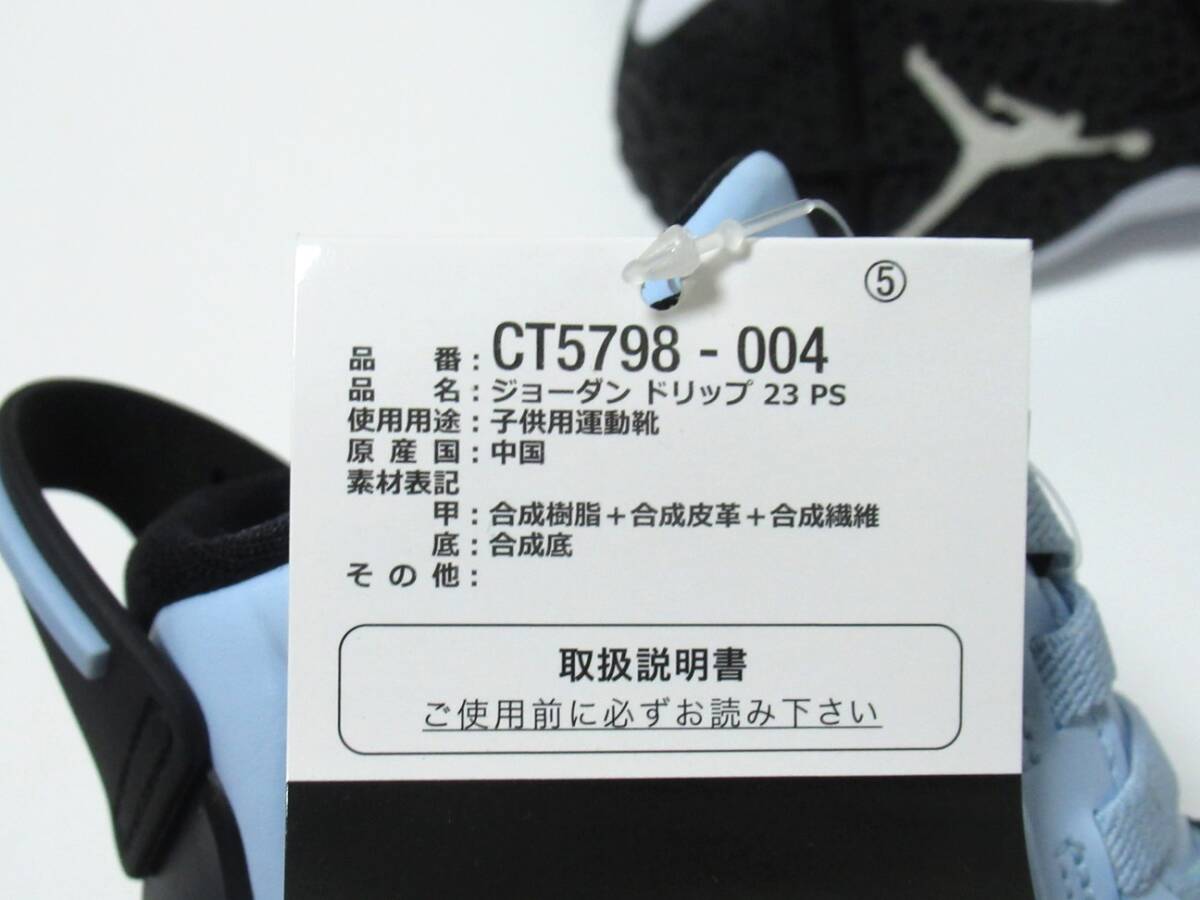 ⑤
品番：CT5798 - 004
品名：ジョーダン ドリップ 23 PS
使用用途：子供用運動靴
原産国：中国
素材表記
甲：合成樹脂＋合成皮革＋合成繊維
底：合成底
その他：
取扱説明書
ご使用前に必ずお読み下さい